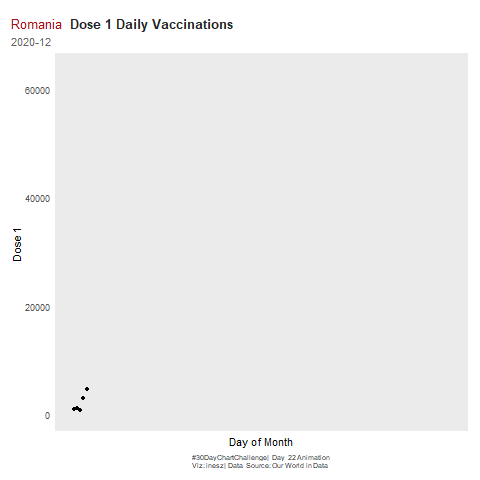 Romania Dose 1 Daily Vaccinations
2020-12
60000
40000
20000
0
Dose 1
Day of Month
#30DayChartChallenge| Day 22 Animation
Viz: inesz| Data Source: Our World in Data